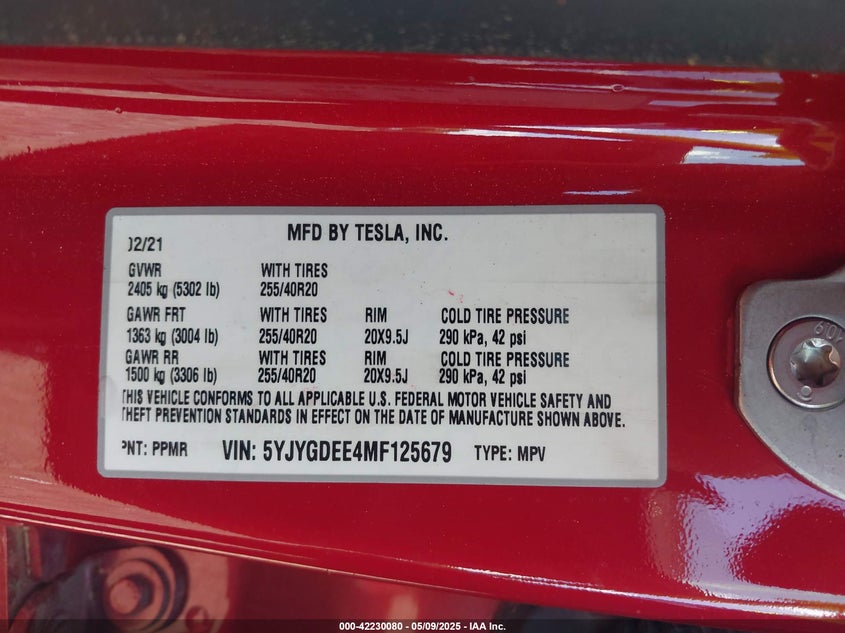 MFD BY TESLA, INC.
02/21
GVWR WITH TIRES
2405 kg (5302 lb) 255/40R20
GAWR FRT WITH TIRES RIM COLD TIRE PRESSURE
1363 kg (3004 lb) 255/40R20 20X9.5J 290 kPa, 42 psi
GAWR RR WITH TIRES RIM COLD TIRE PRESSURE
1500 kg (3306 lb) 255/40R20 20X9.5J 290 kPa, 42 psi
THIS VEHICLE CONFORMS TO ALL APPLICABLE U.S. FEDERAL MOTOR VEHICLE SAFETY AND
THEFT PREVENTION STANDARDS IN EFFECT ON THE DATE OF MANUFACTURE SHOWN ABOVE.
PNT: PPMR VIN: 5YJYGDEE4MF125679 TYPE: MPV
10.9
000-42230080 - 05/09/2025 - IAA Inc.